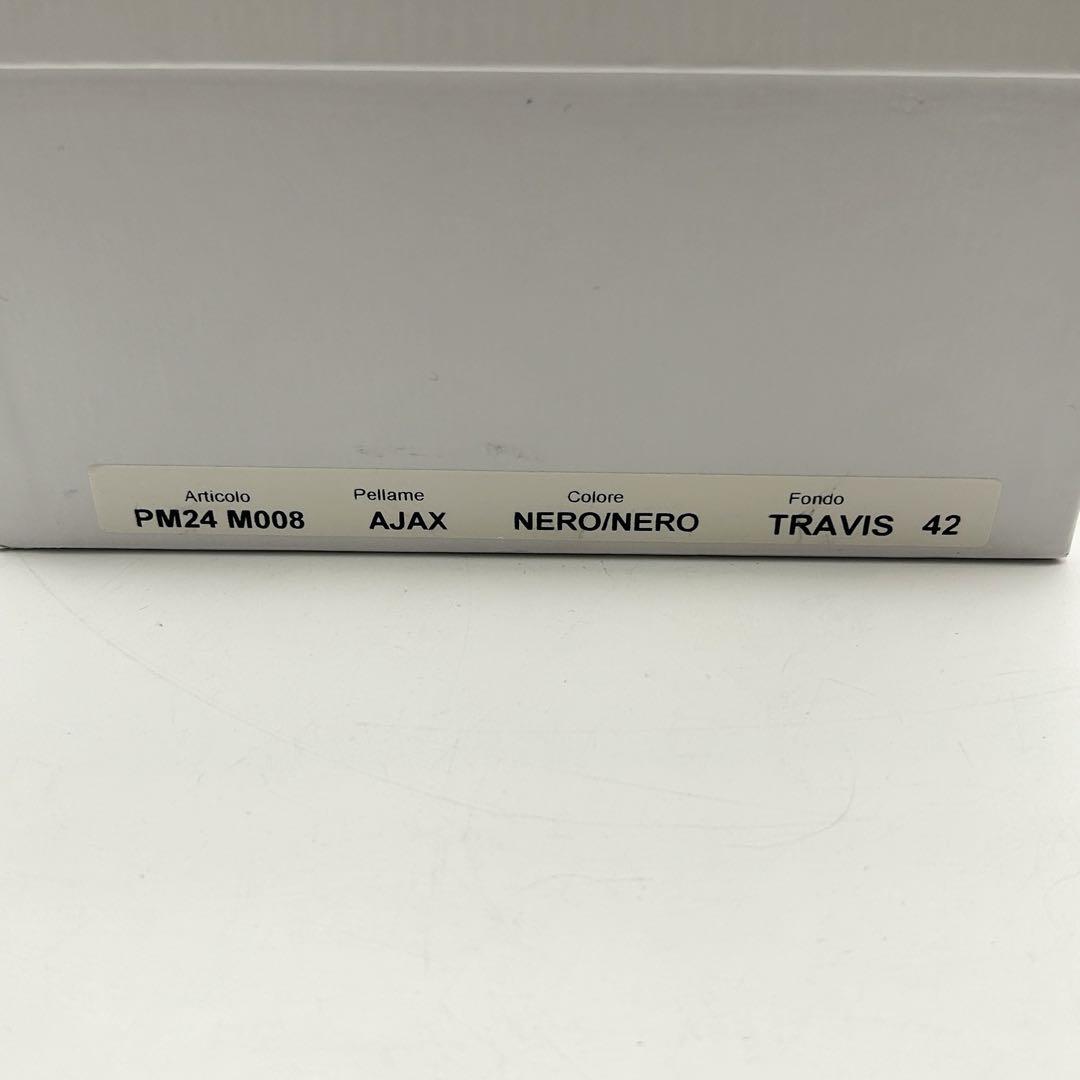 Articolo Pellame Colore Fondo
PM24 M008 AJAX NERO/NERO TRAVIS 42